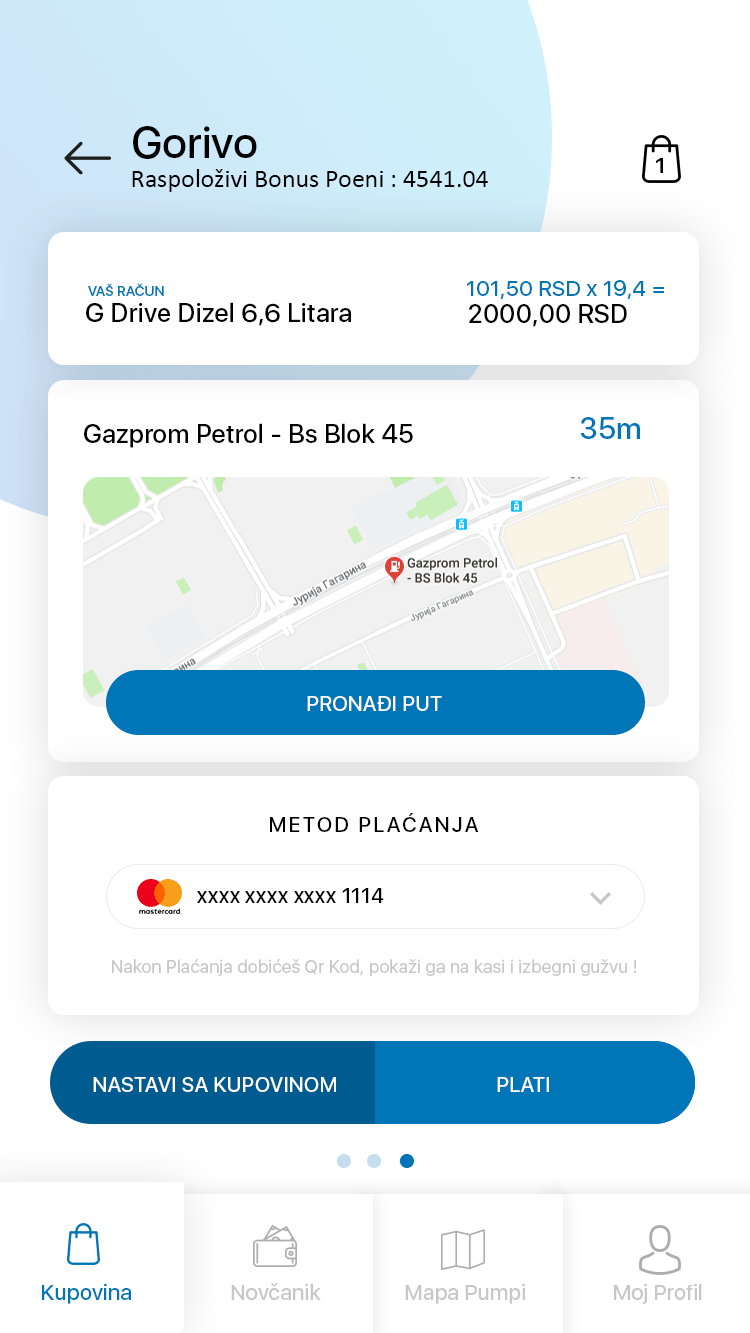 Gorivo
Raspoloživi Bonus Poeni : 4541.04
1
VAŠ RAČUN
G Drive Dizel 6,6 Litara
101,50 RSD x 19,4 =
2000,00 RSD
Gazprom Petrol - Bs Blok 45
35m
Gazprom Petrol
- BS Blok 45
Јурија Гагарина
Јурија Гагарина
PRONAĐI PUT
METOD PLAĆANJA
mastercard.
xxxx xxxx xxxx 1114
Nakon Plaćanja dobićeš Qr Kod, pokaži ga na kasi i izbegni gužvu !
NASTAVI SA KUPOVINOM
PLATI
Kupovina
Novčanik
Mapa Pumpi
Moj Profil